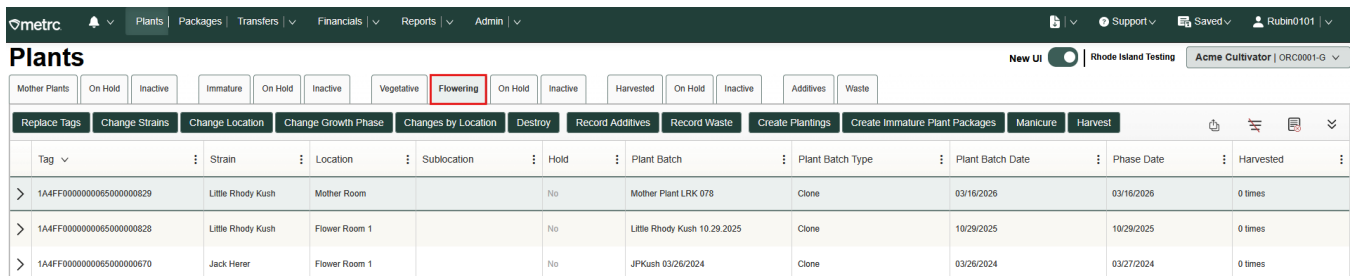 metrc Plants Packages Transfers Financials Reports Admin Support Saved Rubin0101
Plants New UI Rhode Island Testing Acme Cultivator | ORC0001-G
Mother Plants On Hold Inactive Immature On Hold Inactive Vegetative Flowering On Hold Inactive Harvested On Hold Inactive Additives Waste
Replace Tags Change Strains Change Location Change Growth Phase Changes by Location Destroy Record Additives Record Waste Create Plantings Create Immature Plant Packages Manicure Harvest
Tag Strain Location Sublocation Hold Plant Batch Plant Batch Type Plant Batch Date Phase Date Harvested
1A4FF0000000065000000829 Little Rhody Kush Mother Room No Mother Plant LRK 078 Clone 03/16/2026 03/16/2026 0 times
1A4FF0000000065000000828 Little Rhody Kush Flower Room 1 No Little Rhody Kush 10.29.2025 Clone 10/29/2025 10/29/2025 0 times
1A4FF0000000065000000670 Jack Herer Flower Room 1 No JPKush 03/26/2024 Clone 03/26/2024 03/27/2024 0 times